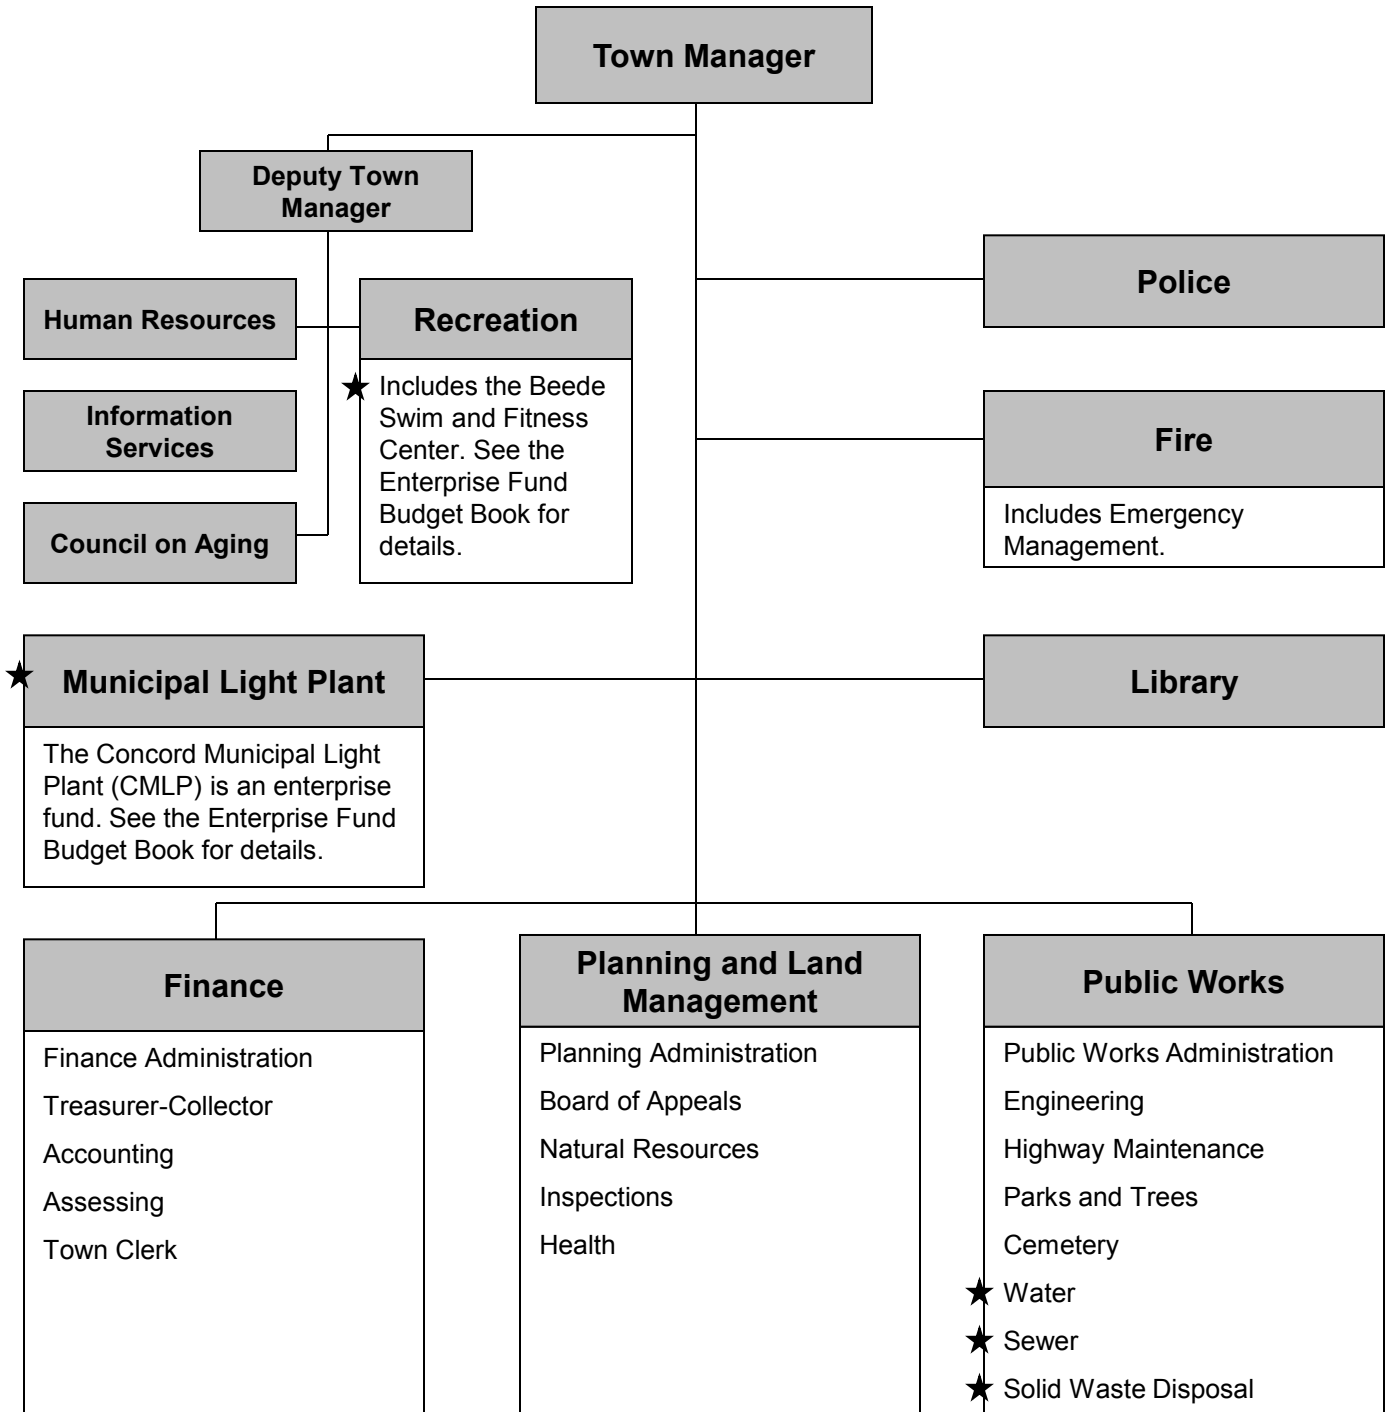 Town Manager
Deputy Town
Manager
Human Resources
Recreation
Includes the Beede
Swim and Fitness
Center. See the
Enterprise Fund
Budget Book for
details.
Information
Services
Council on Aging
Police
Fire
Includes Emergency
Management.
Municipal Light Plant
The Concord Municipal Light
Plant (CMLP) is an enterprise
fund. See the Enterprise Fund
Budget Book for details.
Library
Finance
Finance Administration
Treasurer-Collector
Accounting
Assessing
Town Clerk
Planning and Land
Management
Planning Administration
Board of Appeals
Natural Resources
Inspections
Health
Public Works
Public Works Administration
Engineering
Highway Maintenance
Parks and Trees
Cemetery
Water
Sewer
Solid Waste Disposal